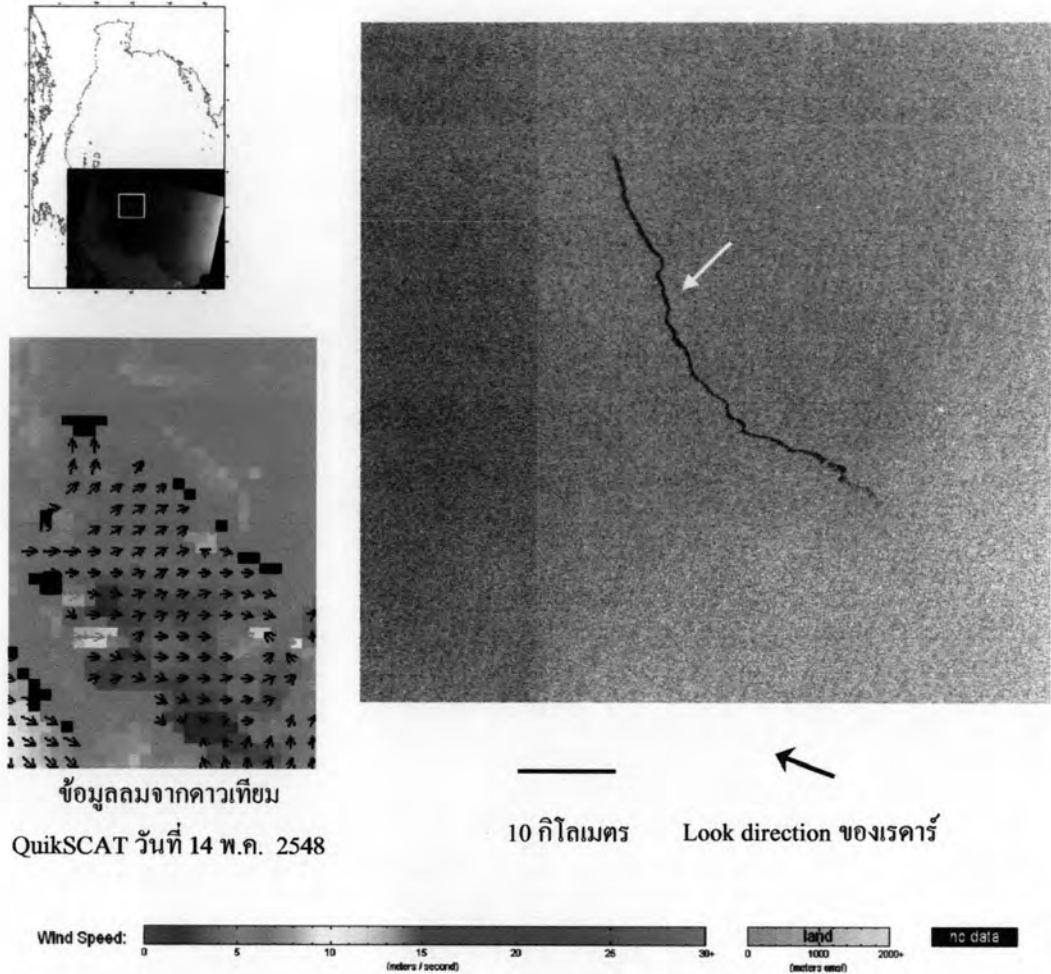 ข้อมูลลมจากดาวเทียม
QuikSCAT วันที่ 14 พ.ค. 2548
10 กิโลเมตร
Look direction ของเรดาร์
Wind Speed:
0 5 10 15 20 25 30+
(meters / second)
land
0 1000 2000+
(meters amsl)
no data